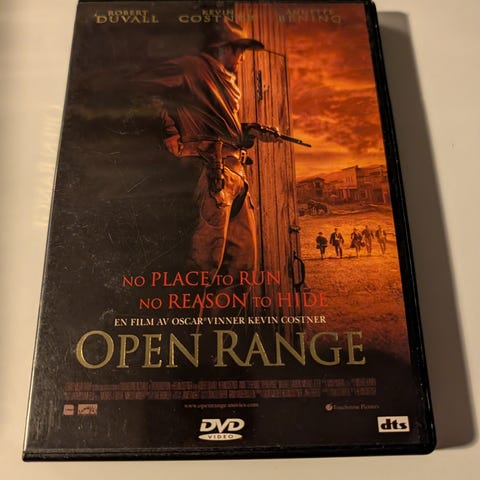 ROBERT DUVALL KEVIN COSTNER ANNETTE BENING
NO PLACE TO RUN
NO REASON TO HIDE
EN FILM AV OSCAR VINNER KEVIN COSTNER
OPEN RANGE
www.openrange.movies.com
Touchstone Pictures
DVD
VIDEO
dts